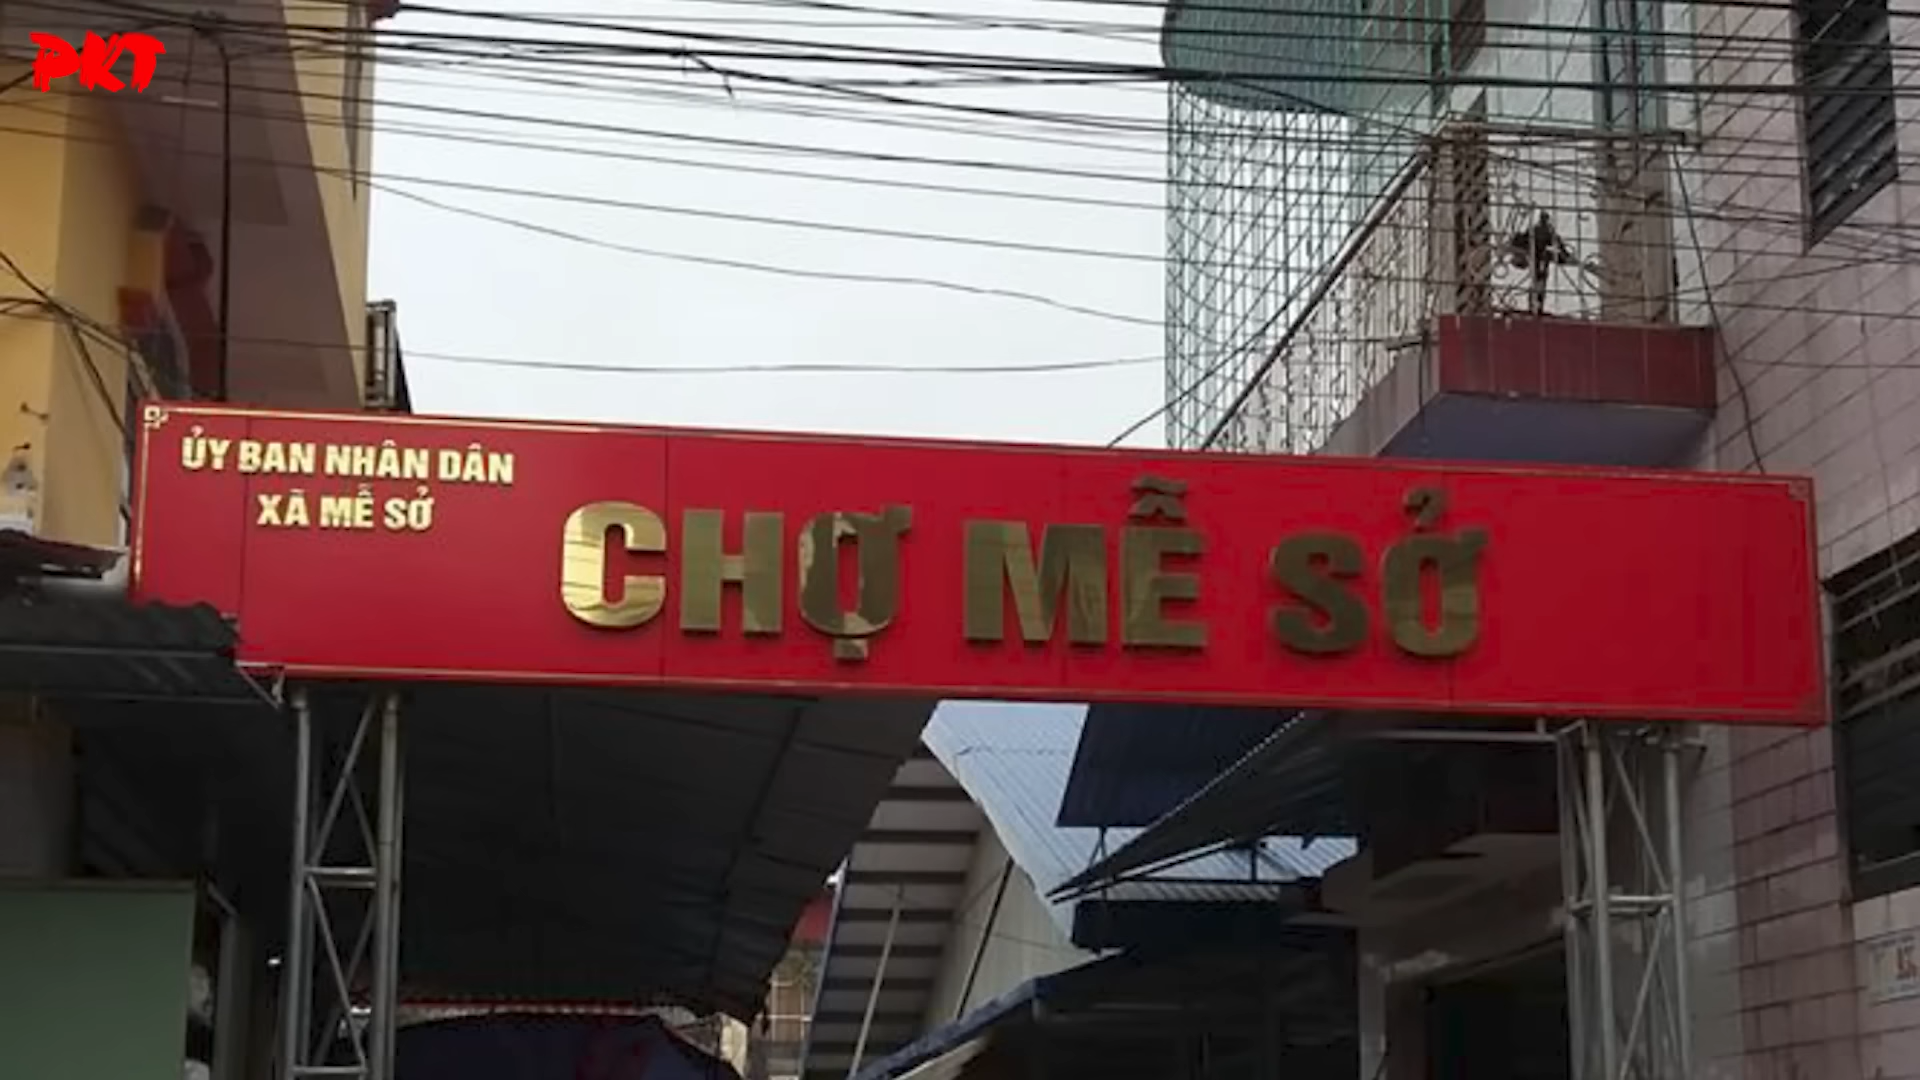 PKT
ỦY BAN NHÂN DÂN
XÃ MỄ SỞ
CHỢ MỄ SỞ